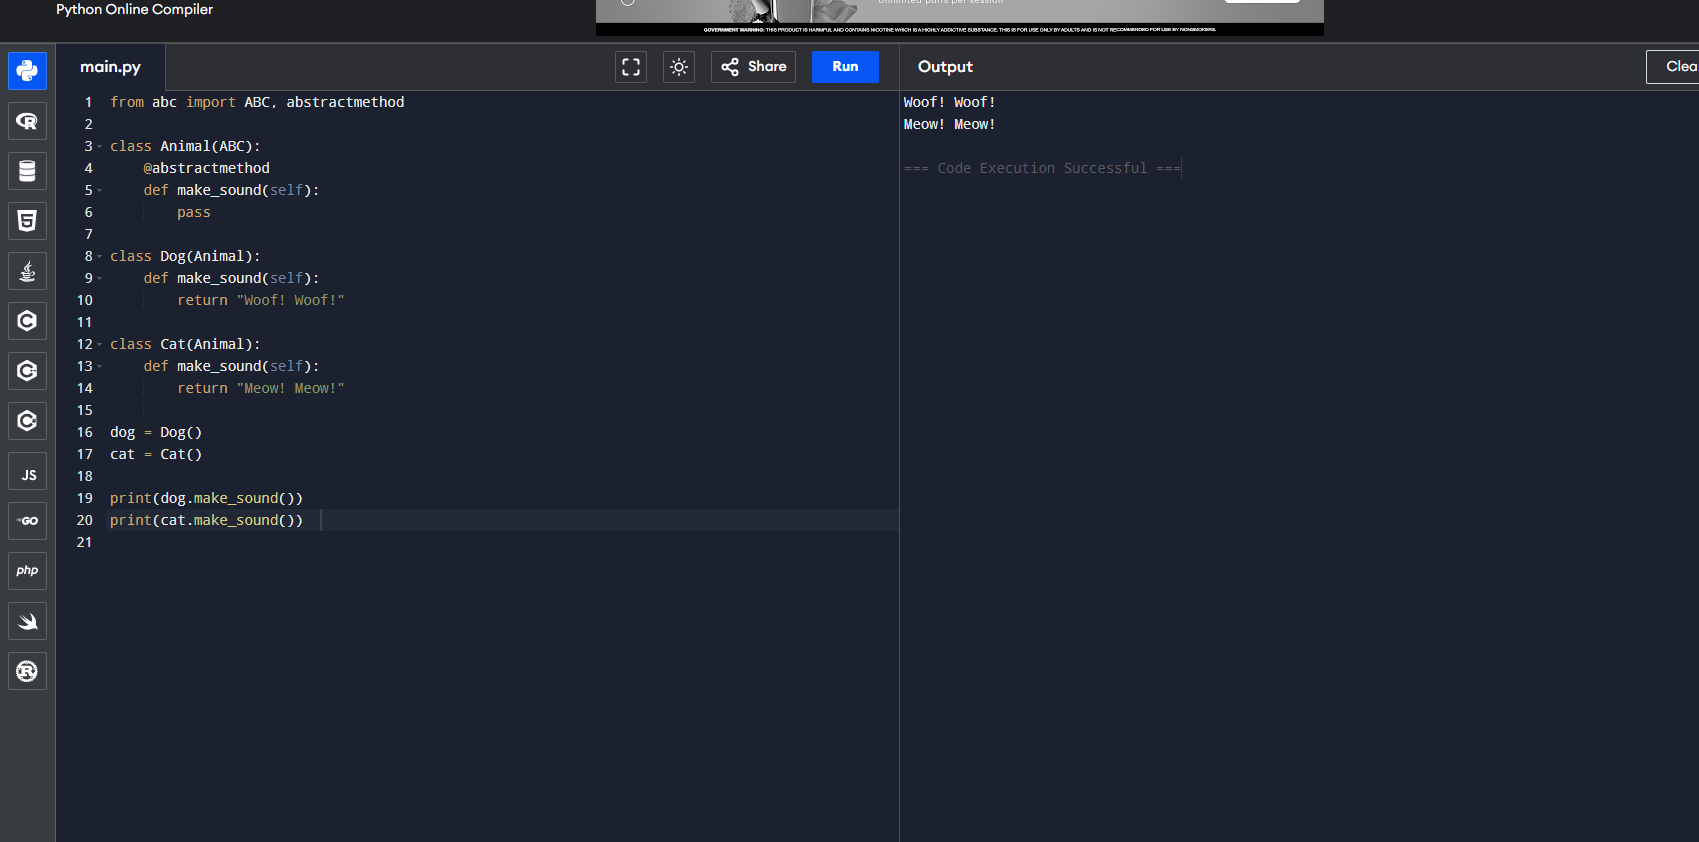 Python Online Compiler
Unlimited puffs per session
GOVERNMENT WARNING: THIS PRODUCT IS HARMFUL AND CONTAINS NICOTINE WHICH IS A HIGHLY ADDICTIVE SUBSTANCE. THIS IS FOR USE ONLY BY ADULTS AND IS NOT RECOMMENDED FOR USE BY NONSMOKERS.
main.py
Share
Run
Output
Clea
R
5
C
C
C
JS
GO
php
R
1 from abc import ABC, abstractmethod
2
3 class Animal(ABC):
4     @abstractmethod
5     def make_sound(self):
6         pass
7
8 class Dog(Animal):
9     def make_sound(self):
10         return "Woof! Woof!"
11
12 class Cat(Animal):
13     def make_sound(self):
14         return "Meow! Meow!"
15
16 dog = Dog()
17 cat = Cat()
18
19 print(dog.make_sound())
20 print(cat.make_sound())
21
Woof! Woof!
Meow! Meow!
=== Code Execution Successful ===